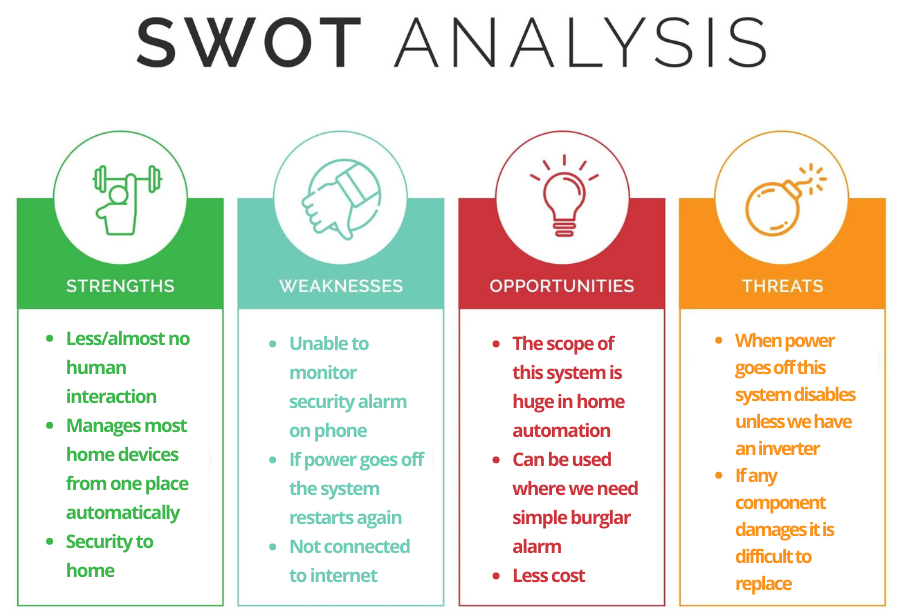 SWOT ANALYSIS
STRENGTHS
Less/almost no
human
interaction
Manages most
home devices
from one place
automatically
Security to
home
WEAKNESSES
Unable to
monitor
security alarm
on phone
If power goes off
the system
restarts again
Not connected
to internet
OPPORTUNITIES
The scope of
this system is
huge in home
automation
Can be used
where we need
simple burglar
alarm
Less cost
THREATS
When power
goes off this
system disables
unless we have
an inverter
If any
component
damages it is
difficult to
replace